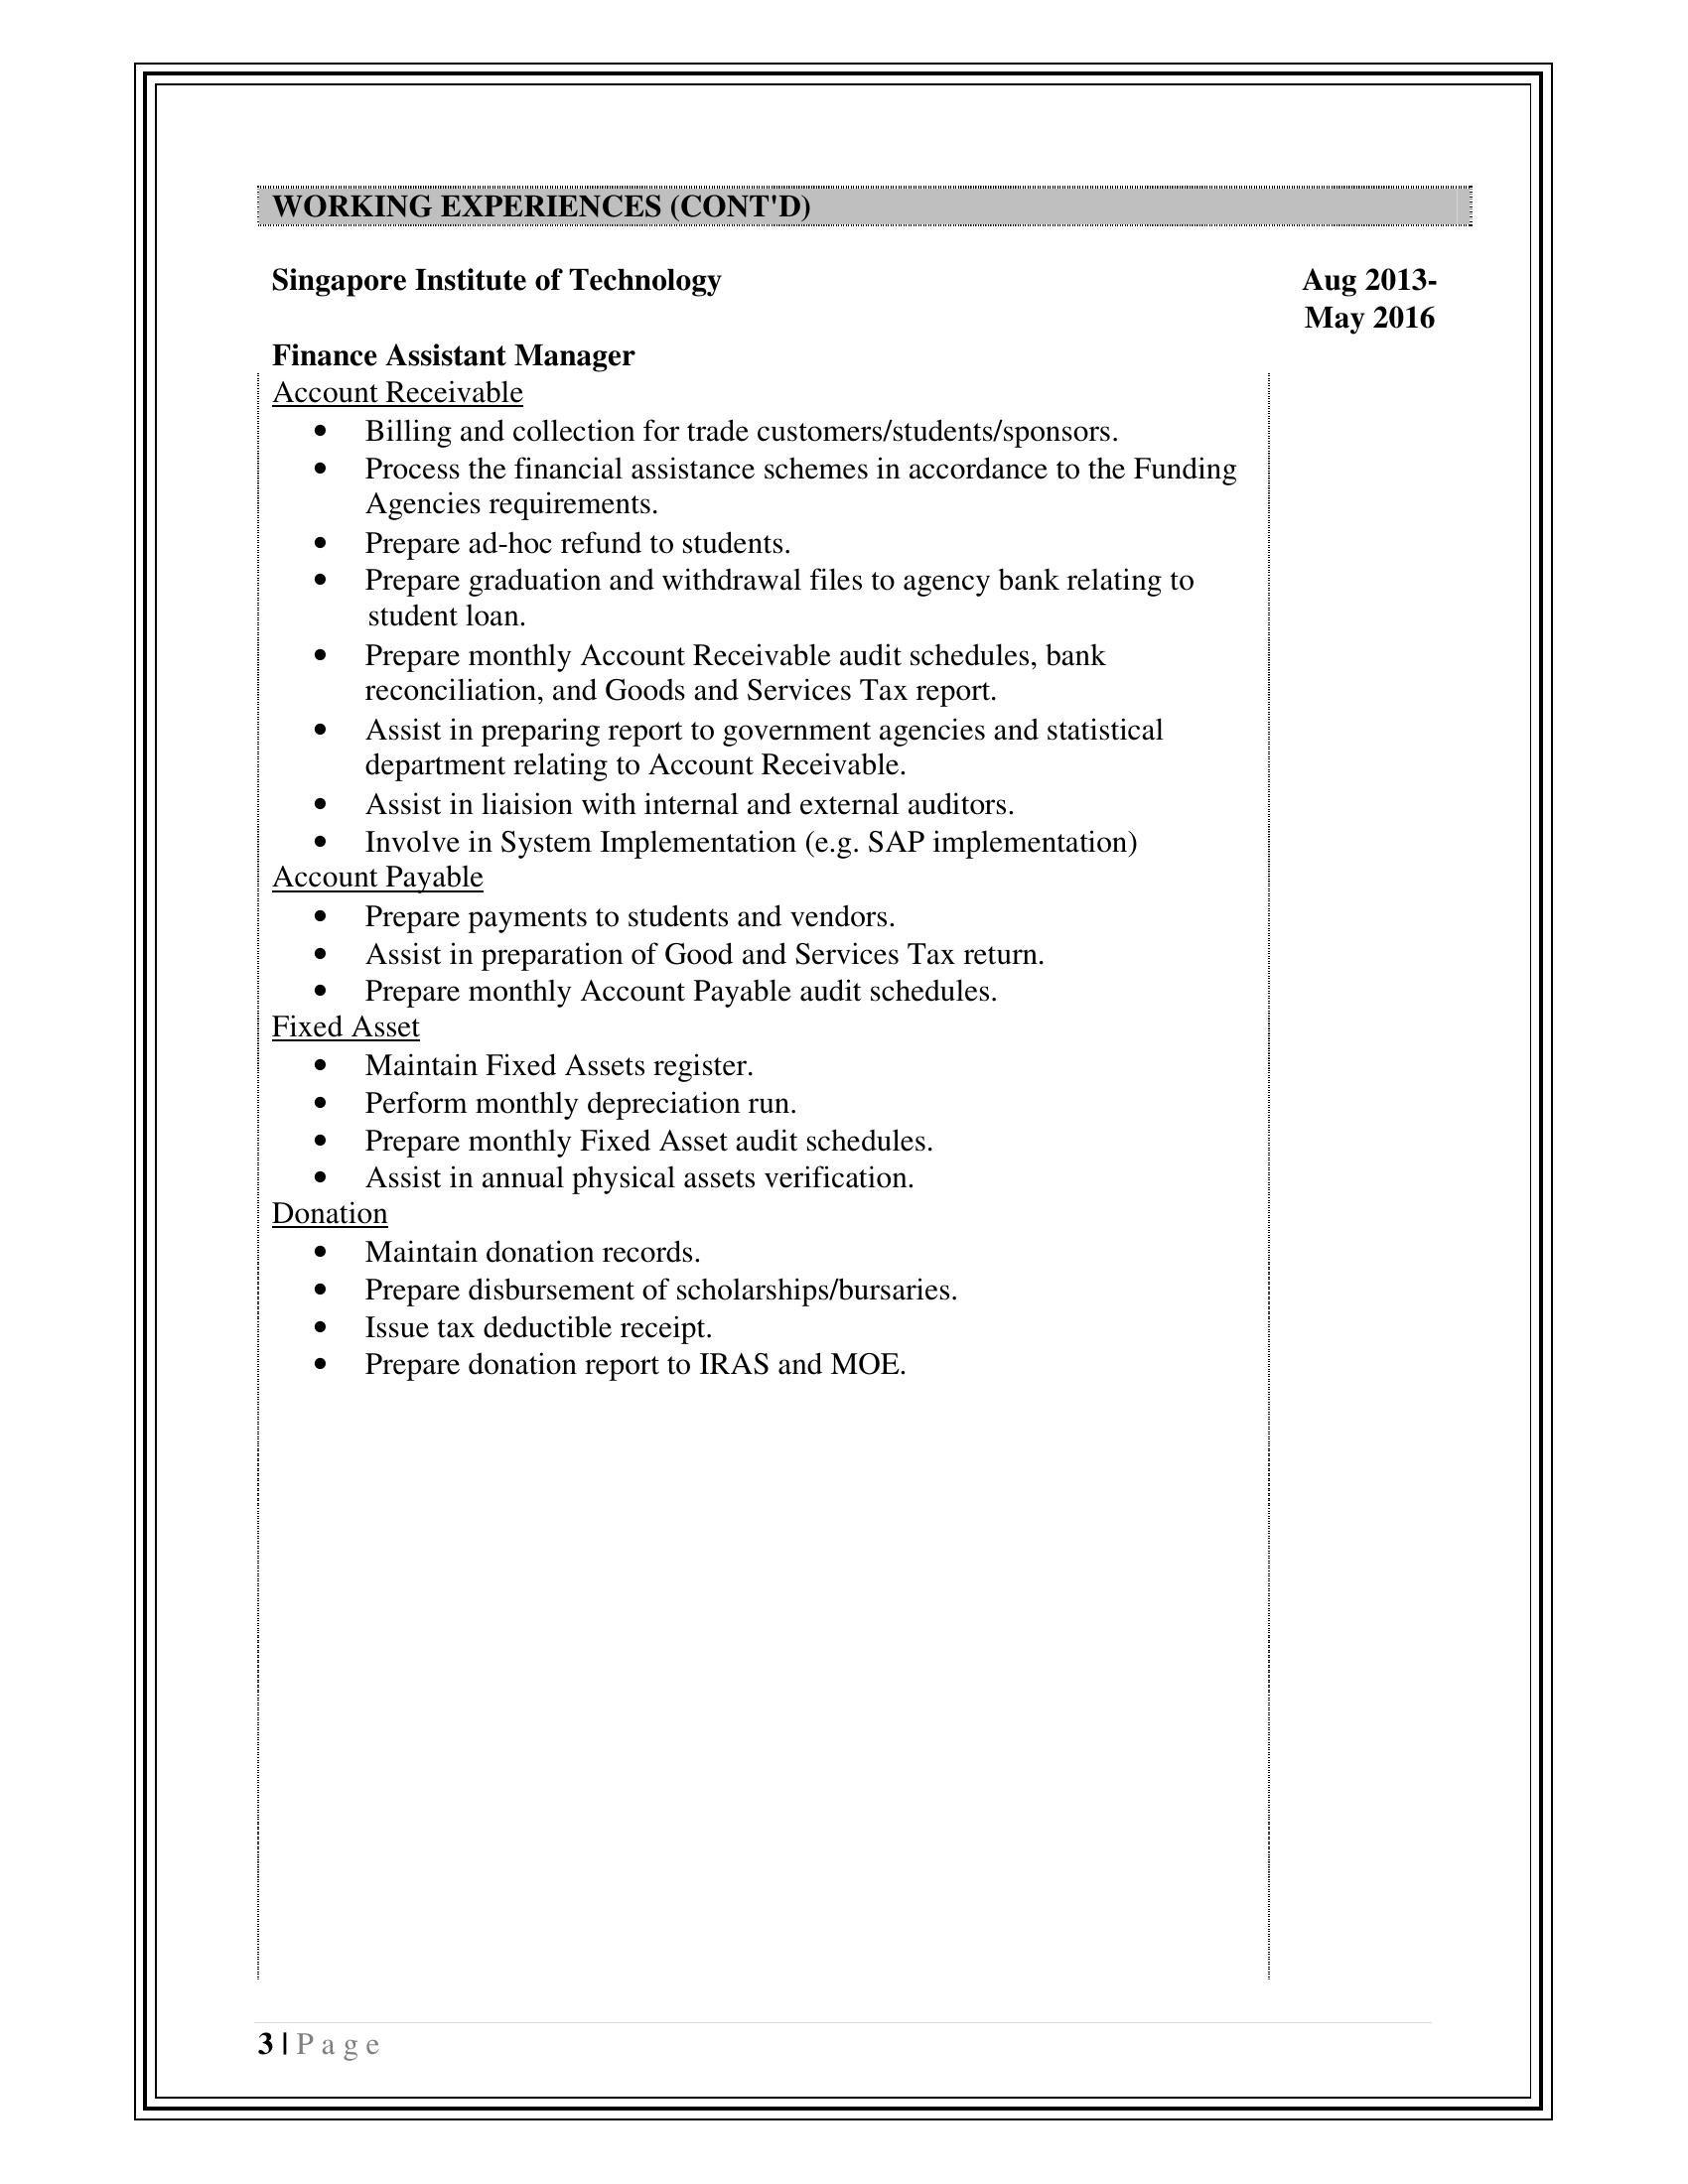 WORKING EXPERIENCES (CONT'D)
Singapore Institute of Technology
Aug 2013-
May 2016
Finance Assistant Manager
Account Receivable
• Billing and collection for trade customers/students/sponsors.
• Process the financial assistance schemes in accordance to the Funding
Agencies requirements.
• Prepare ad-hoc refund to students.
• Prepare graduation and withdrawal files to agency bank relating to
student loan.
• Prepare monthly Account Receivable audit schedules, bank
reconciliation, and Goods and Services Tax report.
• Assist in preparing report to government agencies and statistical
department relating to Account Receivable.
• Assist in liaision with internal and external auditors.
• Involve in System Implementation (e.g. SAP implementation)
Account Payable
• Prepare payments to students and vendors.
• Assist in preparation of Good and Services Tax return.
• Prepare monthly Account Payable audit schedules.
Fixed Asset
• Maintain Fixed Assets register.
• Perform monthly depreciation run.
• Prepare monthly Fixed Asset audit schedules.
• Assist in annual physical assets verification.
Donation
• Maintain donation records.
• Prepare disbursement of scholarships/bursaries.
• Issue tax deductible receipt.
• Prepare donation report to IRAS and MOE.
3 | Page